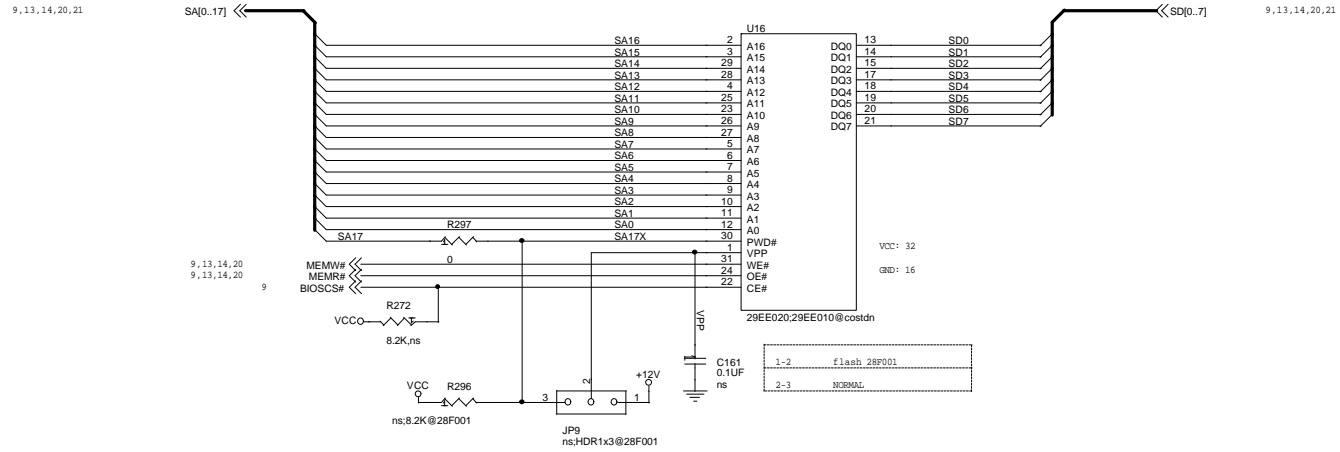 9,13,14,20,21
SA[0..17]
SD[0..7]
9,13,14,20,21
U16
SA16 2 A16 DQ0 13 SD0
SA15 3 A15 DQ1 14 SD1
SA14 29 A14 DQ2 15 SD2
SA13 28 A13 DQ3 17 SD3
SA12 4 A12 DQ4 18 SD4
SA11 25 A11 DQ5 19 SD5
SA10 23 A10 DQ6 20 SD6
SA9 26 A9 DQ7 21 SD7
SA8 27 A8
SA7 5 A7
SA6 6 A6
SA5 7 A5
SA4 8 A4
SA3 9 A3
SA2 10 A2
SA1 11 A1
R297
SA0 12 A0
SA17 SA17X 30 PWD#
1 VPP
VCC: 32
9,13,14,20 MEMW# 0 31 WE#
9,13,14,20 MEMR# 24 OE#
GND: 16
9 BIOSCS# 22 CE#
R272
VCC
8.2K,ns
29EE020;29EE010@costdn
VPP
C161
0.1UF
ns
1-2 flash 28F001
2-3 NORMAL
+12V
VCC
R296
2
3
1
ns;8.2K@28F001
JP9
ns;HDR1x3@28F001